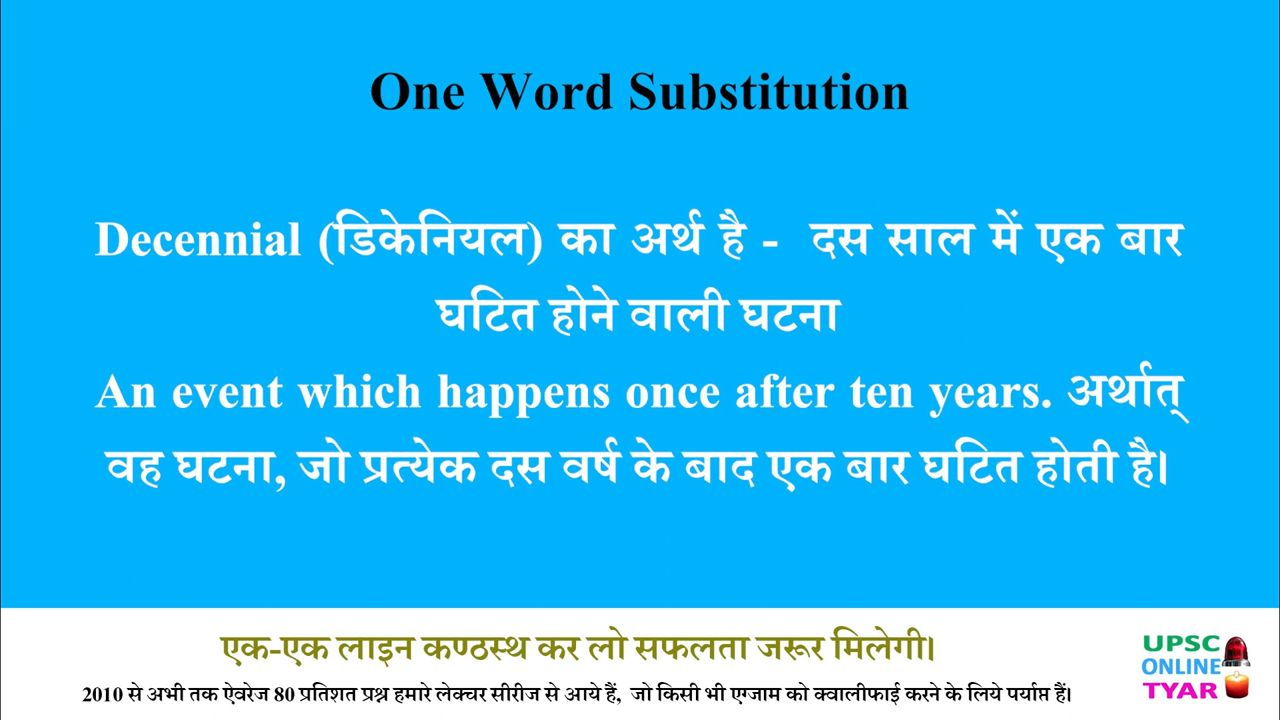 One Word Substitution
Decennial (डिकेनियल) का अर्थ है - दस साल में एक बार
घटित होने वाली घटना
An event which happens once after ten years. अर्थात्
वह घटना, जो प्रत्येक दस वर्ष के बाद एक बार घटित होती है।
एक-एक लाइन कण्ठस्थ कर लो सफलता जरूर मिलेगी।
2010 से अभी तक ऐवरेज 80 प्रतिशत प्रश्न हमारे लेक्चर सीरीज से आये हैं, जो किसी भी एग्जाम को क्वालीफाई करने के लिये पर्याप्त हैं।
UPSC
ONLINE
TYAR